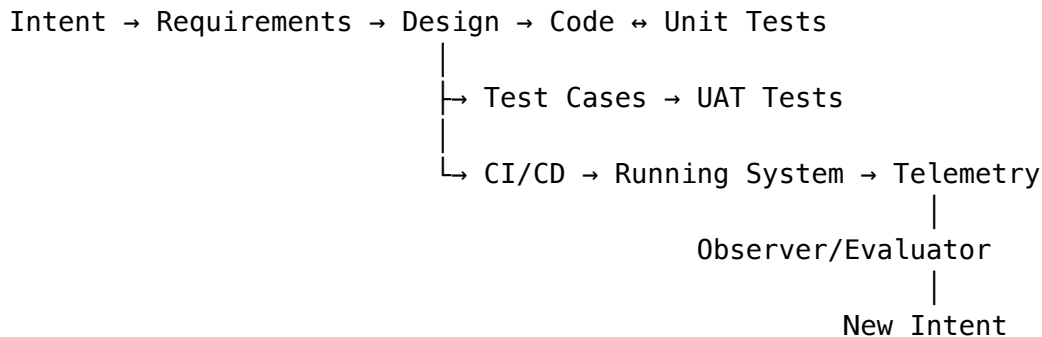 Intent → Requirements → Design → Code ↔ Unit Tests
│
├→ Test Cases → UAT Tests
│
└→ CI/CD → Running System → Telemetry
│
Observer/Evaluator
│
New Intent